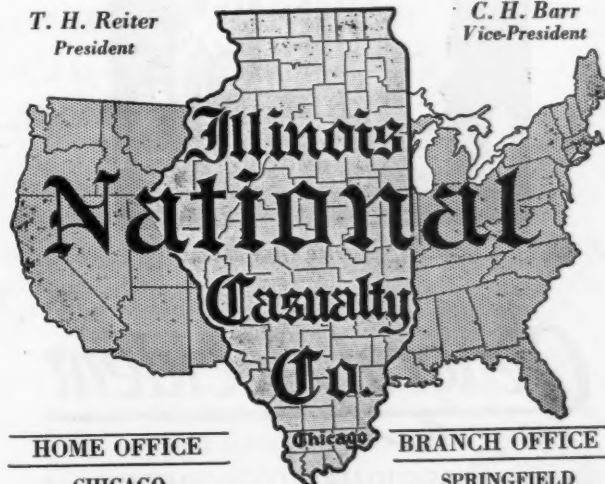 T. H. Reiter
President
C. H. Barr
Vice-President
Illinois
National
Casualty
Co.
Chicago
HOME OFFICE
BRANCH OFFICE
CHICAGO
SPRINGFIELD